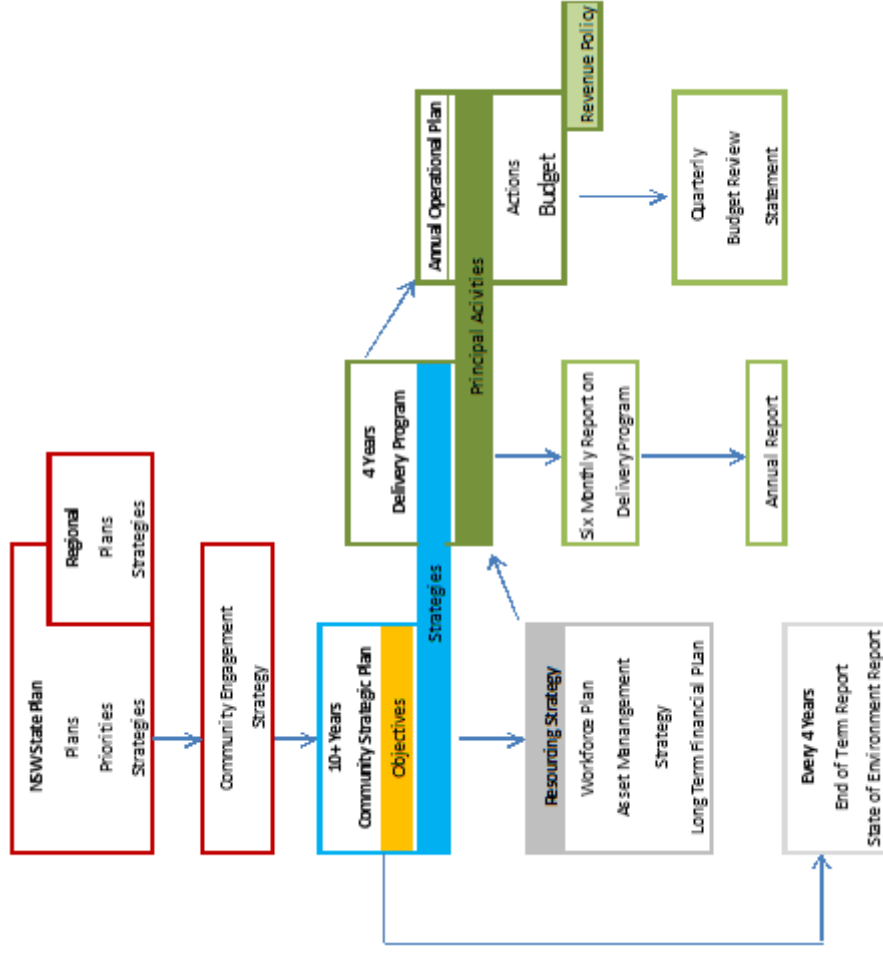 NSW State Plan
Plans
Priorities
Strategies
Regional
Plans
Strategies
Community Engagement
Strategy
10+ Years
Community Strategic Plan
Objectives
Strategies
4 Years
Delivery Program
Annual Operational Plan
Principal Acivities
Actions
Budget
Revenue Policy
Resourcing Strategy
Workforce Plan
Asset Manangement
Strategy
Long Term Financial PLan
Six Monthly Report on
Delivery Program
Quarterly
Budget Review
Statement
Annual Report
Every 4 Years
End of Term Report
State of Environment Report